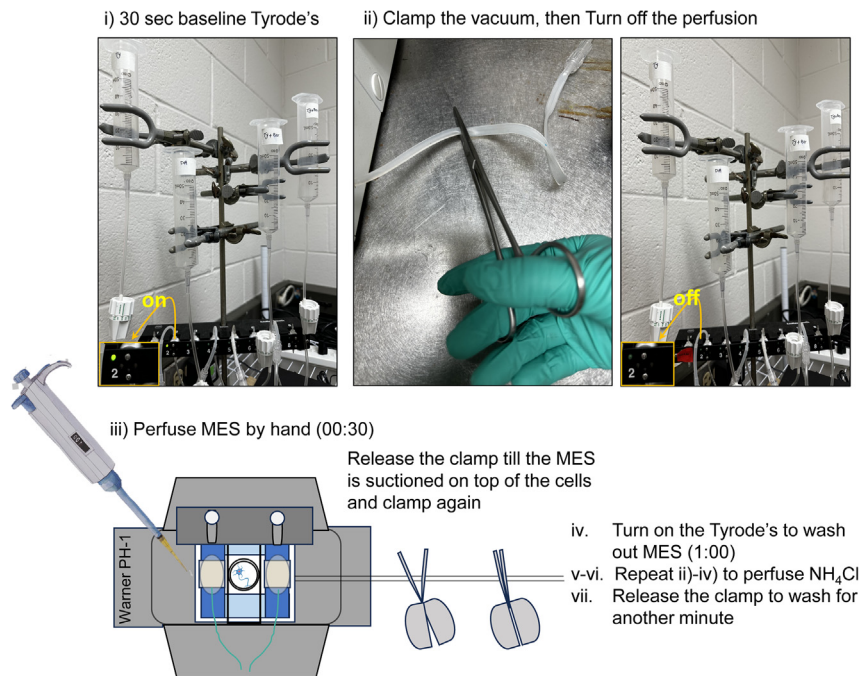 i) 30 sec baseline Tyrode's
ii) Clamp the vacuum, then Turn off the perfusion
on
2
off
2
iii) Perfuse MES by hand (00:30)
Release the clamp till the MES
is suctioned on top of the cells
and clamp again
Warner PH-1
iv. Turn on the Tyrode's to wash
out MES (1:00)
v-vi. Repeat ii)-iv) to perfuse NH₄Cl
vii. Release the clamp to wash for
another minute